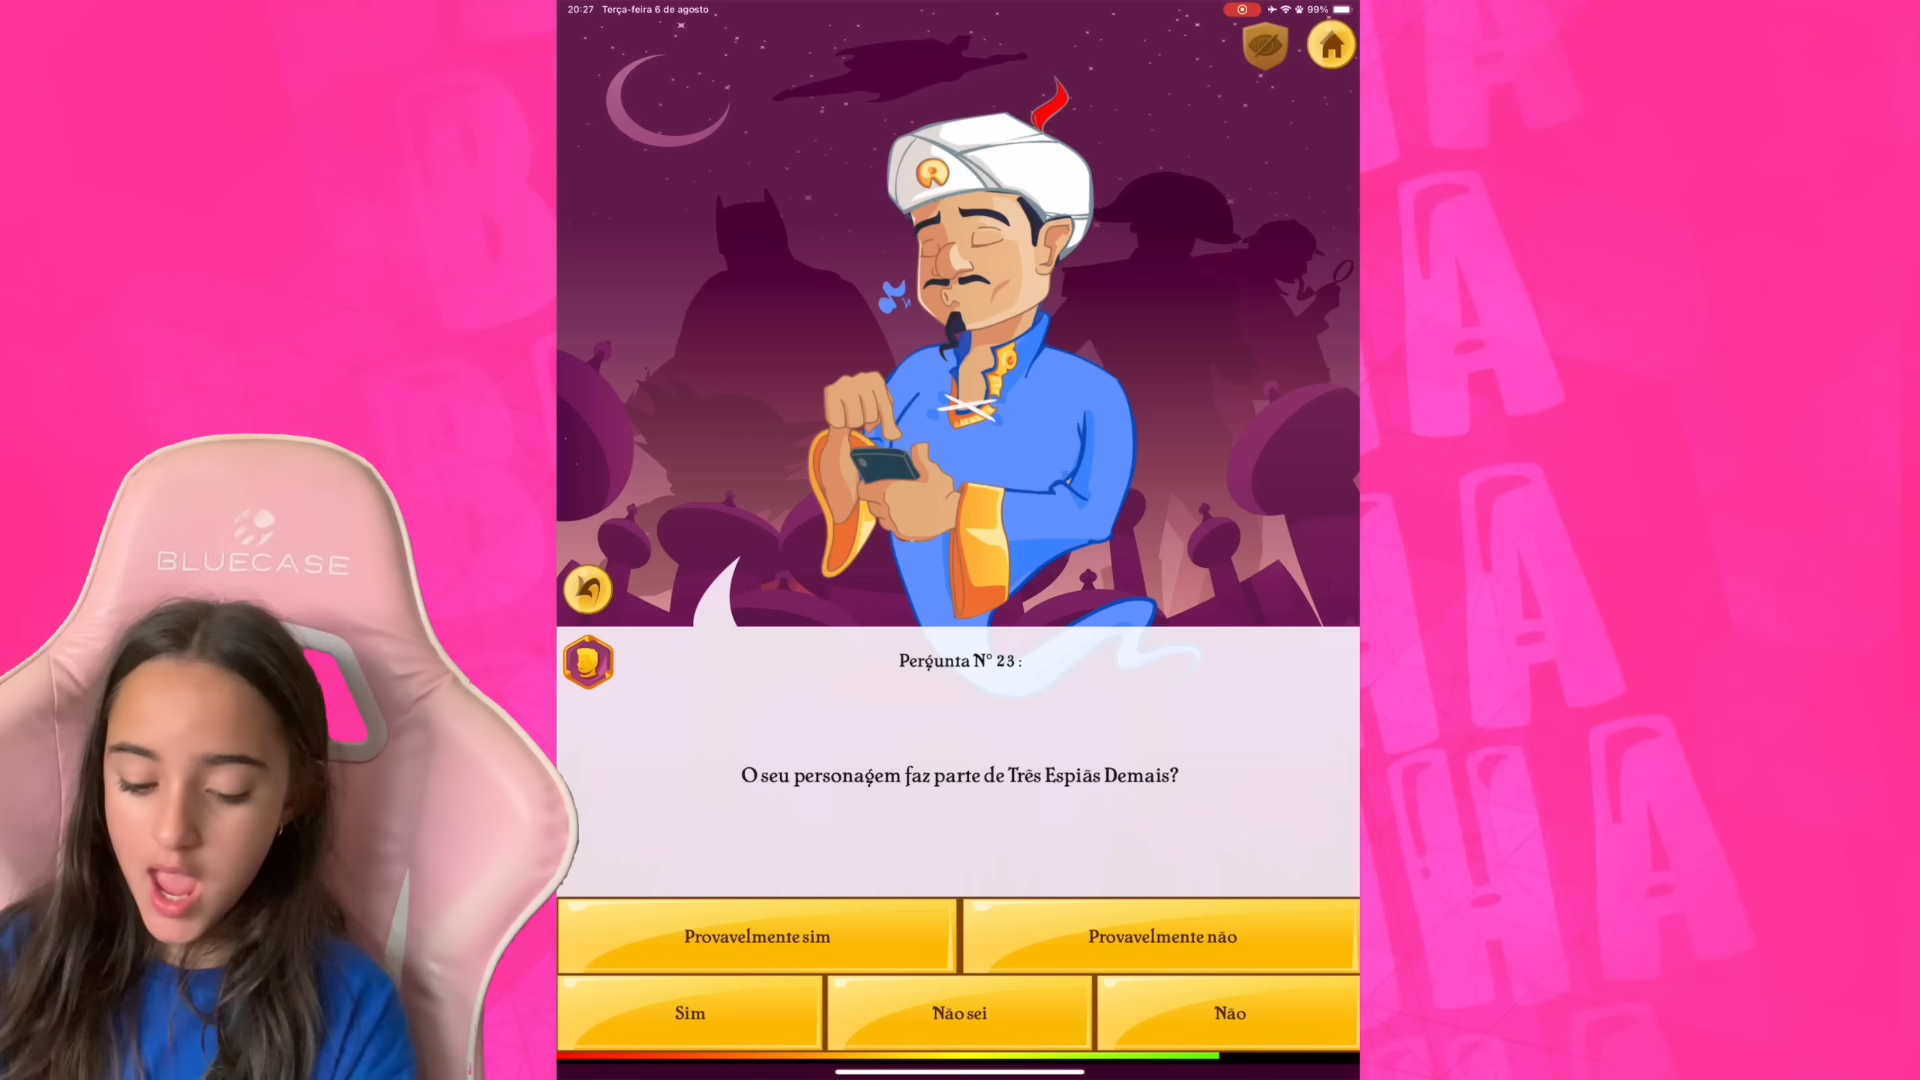 20:27 Terça-feira 6 de agosto
99%
BLUECASE
Pergunta Nº 23 :
O seu personagem faz parte de Três Espiãs Demais?
Provavelmente sim
Provavelmente não
Sim
Não sei
Não